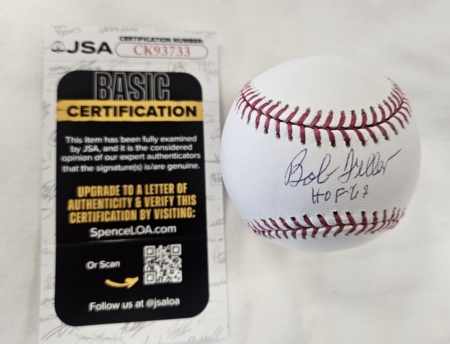 JSA
CERTIFICATION NUMBER:
CK93733
BASIC
CERTIFICATION
This item has been fully examined
by JSA, and it is the considered
opinion of our expert authenticators
that the signature(s) is/are genuine.
UPGRADE TO A LETTER OF
AUTHENTICITY & VERIFY THIS
CERTIFICATION BY VISITING:
SpenceLOA.com
Or Scan
Follow us at @jsaloa
Bob Feller
HOF 62